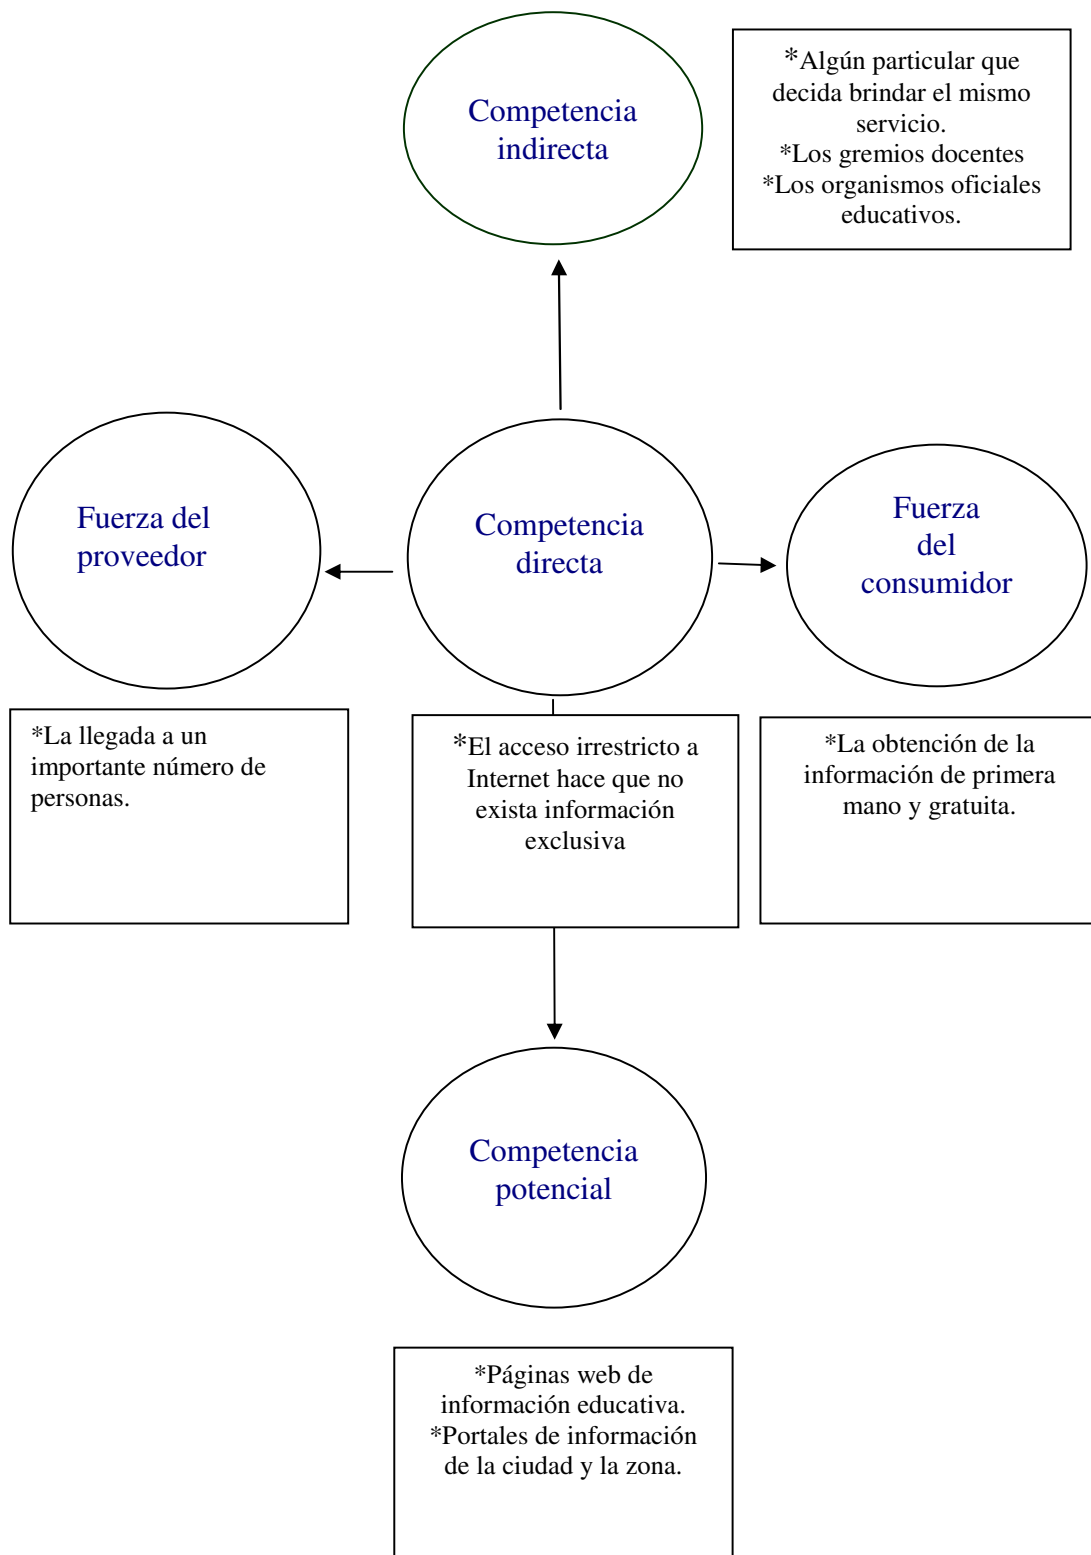 Competencia
indirecta
*Algún particular que
decida brindar el mismo
servicio.
*Los gremios docentes
*Los organismos oficiales
educativos.
Fuerza del
proveedor
Competencia
directa
Fuerza
del
consumidor
*La llegada a un
importante número de
personas.
*El acceso irrestricto a
Internet hace que no
exista información
exclusiva
*La obtención de la
información de primera
mano y gratuita.
Competencia
potencial
*Páginas web de
información educativa.
*Portales de información
de la ciudad y la zona.